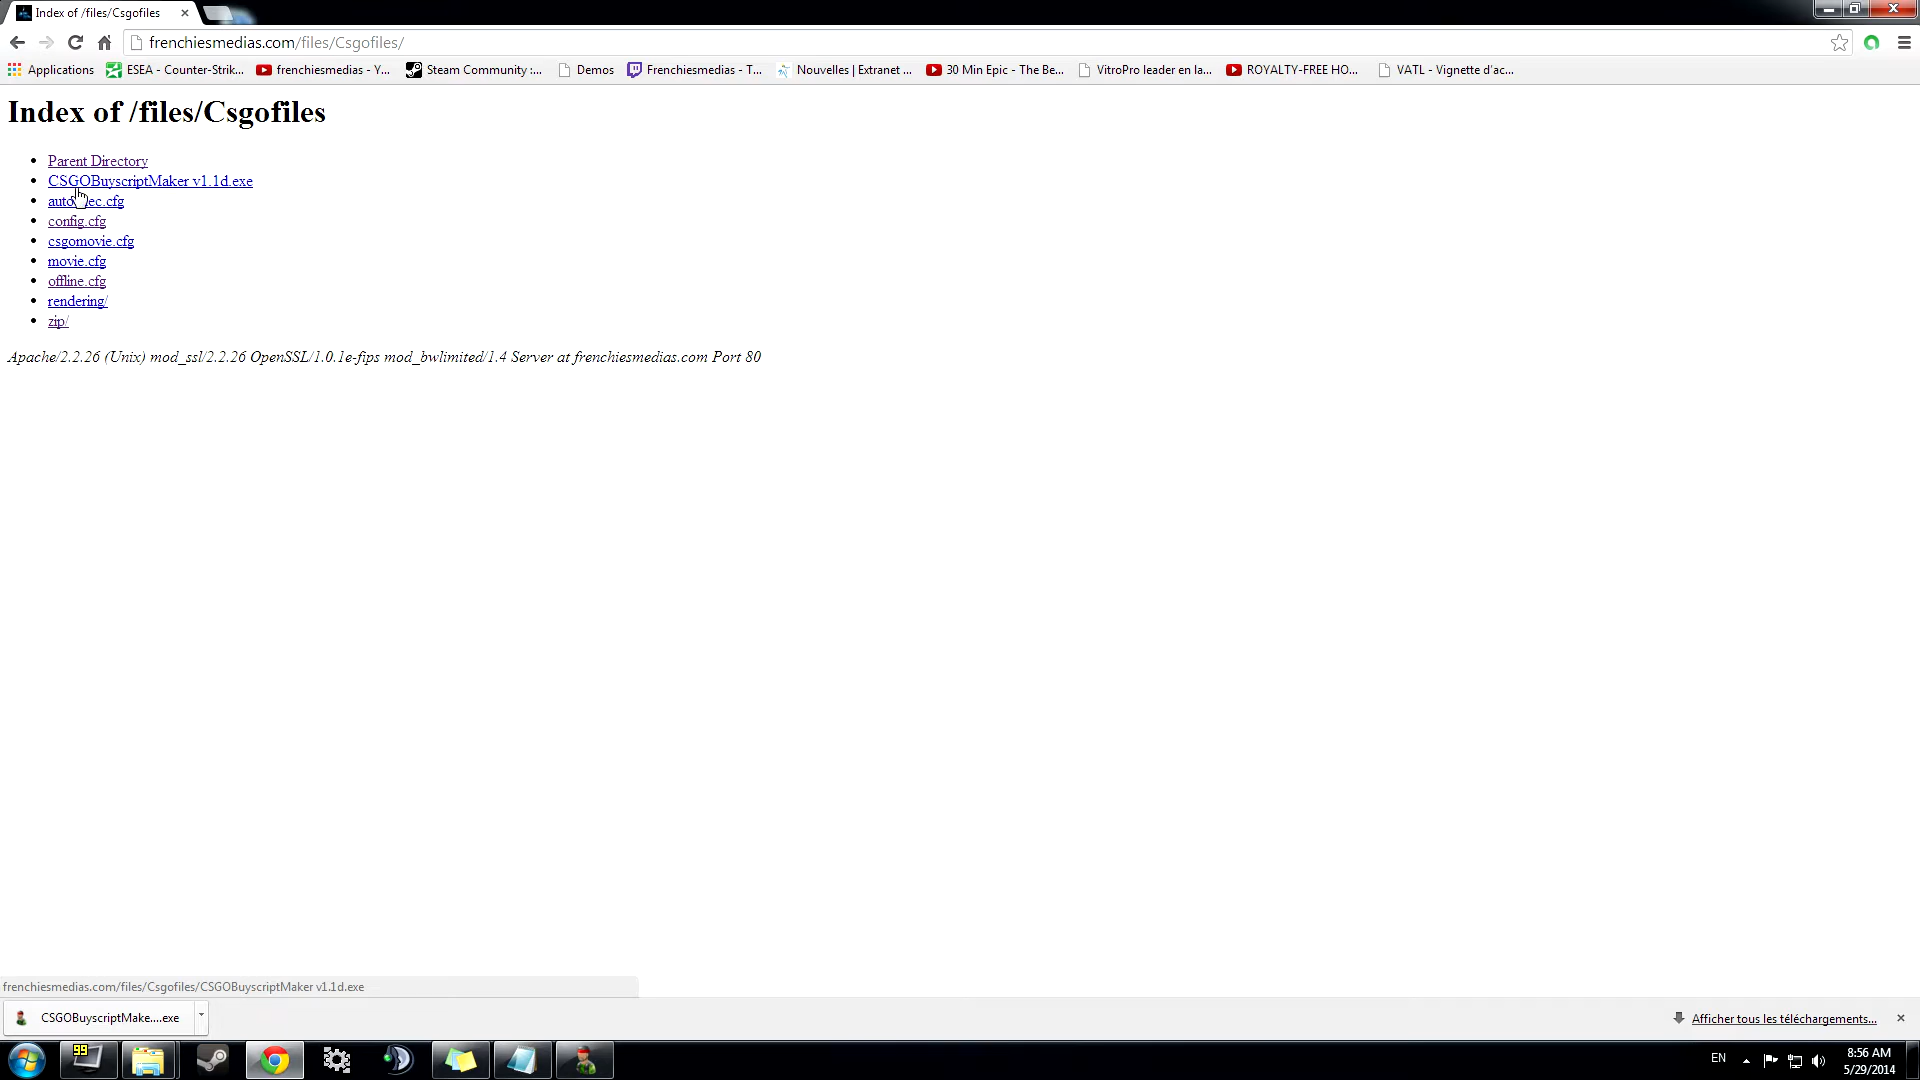 Index of /files/Csgofiles
frenchiesmedias.com/files/Csgofiles/
Applications ESEA - Counter-Strik... frenchiesmedias - Y... Steam Community :... Demos Frenchiesmedias - T... Nouvelles | Extranet ... 30 Min Epic - The Be... VitroPro leader en la... ROYALTY-FREE HO... VATL - Vignette d'ac...
Index of /files/Csgofiles
Parent Directory
CSGOBuyscriptMaker v1.1d.exe
config.cfg
csgomovie.cfg
movie.cfg
offline.cfg
rendering/
zip/
Apache/2.2.26 (Unix) mod_ssl/2.2.26 OpenSSL/1.0.1e-fips mod_bwlimited/1.4 Server at frenchiesmedias.com Port 80
frenchiesmedias.com/files/Csgofiles/CSGOBuyscriptMaker v1.1d.exe
CSGOBuyscriptMake....exe Afficher tous les téléchargements...
99 EN 8:56 AM
5/29/2014